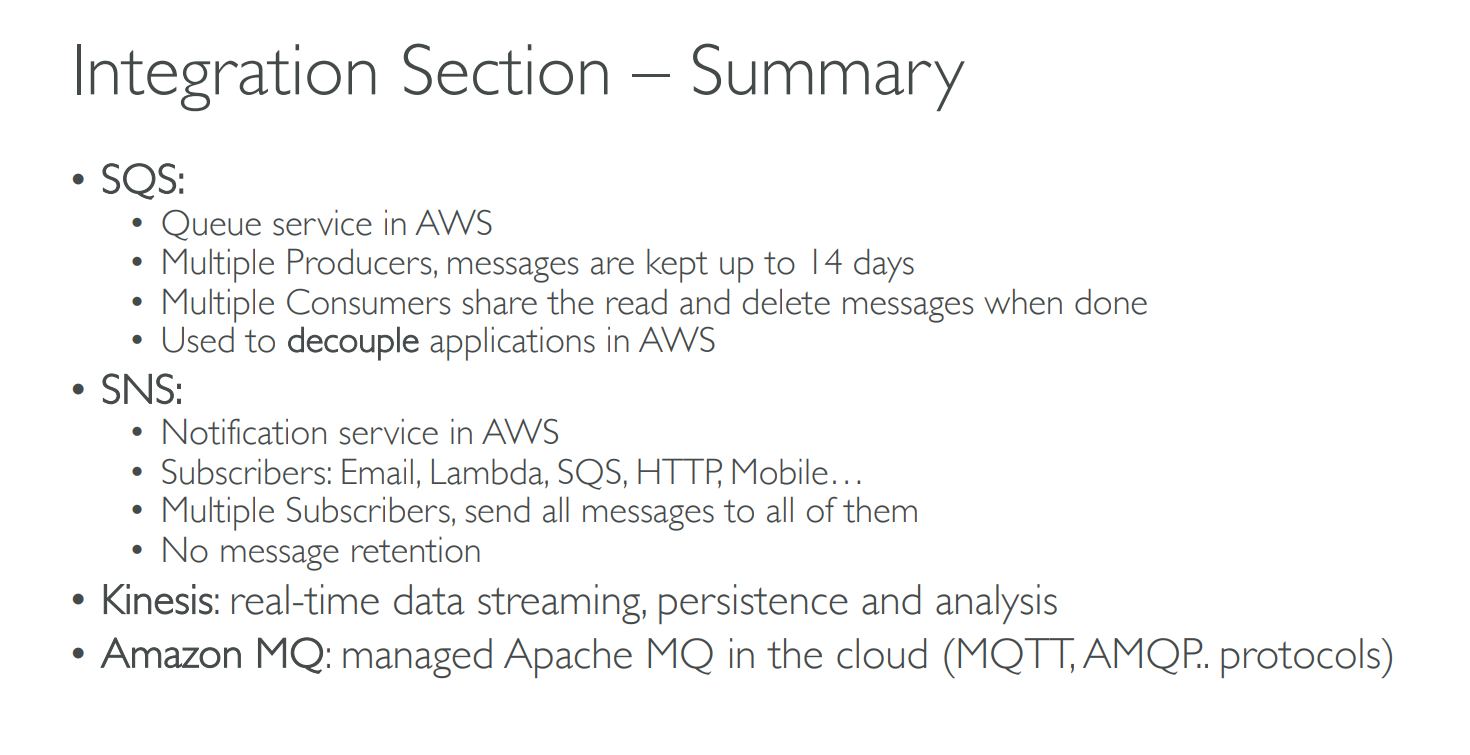 Integration Section – Summary
• SQS:
• Queue service in AWS
• Multiple Producers, messages are kept up to 14 days
• Multiple Consumers share the read and delete messages when done
• Used to decouple applications in AWS
• SNS:
• Notification service in AWS
• Subscribers: Email, Lambda, SQS, HTTP, Mobile…
• Multiple Subscribers, send all messages to all of them
• No message retention
• Kinesis: real-time data streaming, persistence and analysis
• Amazon MQ: managed Apache MQ in the cloud (MQTT, AMQP.. protocols)